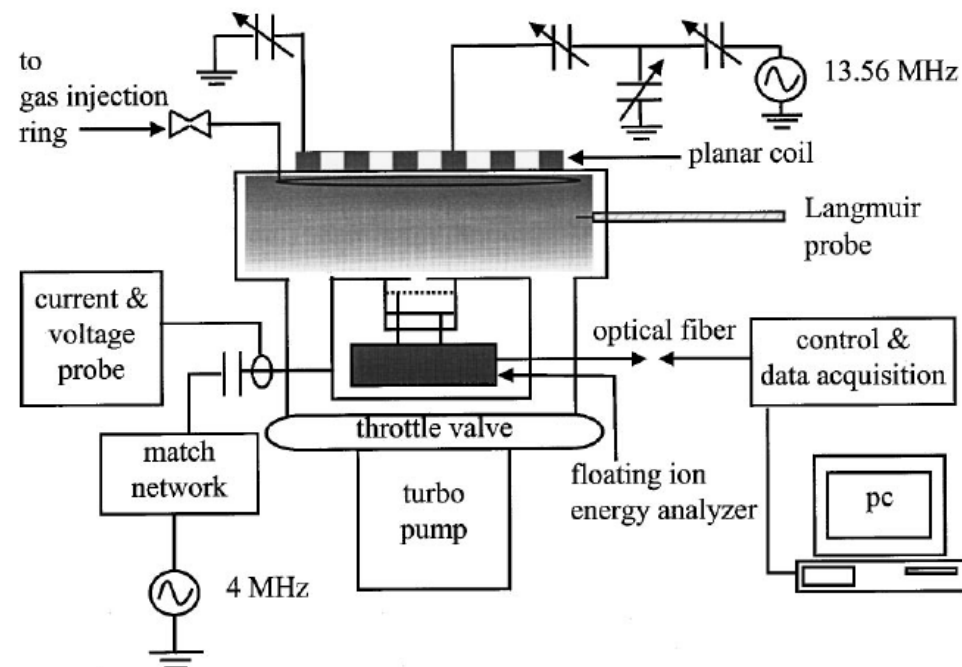 to
gas injection
ring
13.56 MHz
planar coil
Langmuir
probe
current &
voltage
probe
optical fiber
control &
data acquisition
throttle valve
match
network
floating ion
energy analyzer
turbo
pump
pc
4 MHz